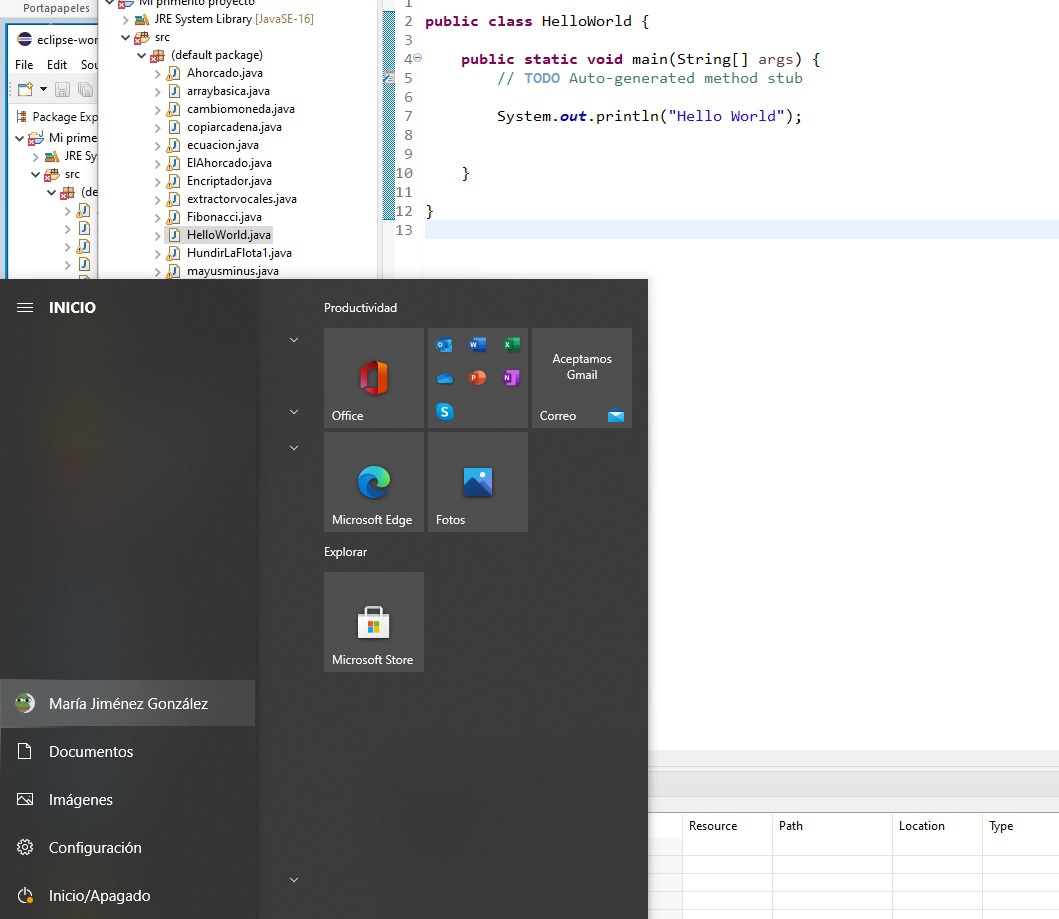 Portapapeles
eclipse-wor
File Edit Sou
Package Exp
Mi prime
JRE Sy
src
(de
Mi primento proyecto
JRE System Library [JavaSE-16]
src
(default package)
Ahorcado.java
arraybasica.java
cambiomoneda.java
copiarcadena.java
ecuacion.java
ElAhorcado.java
Encriptador.java
extractorvocales.java
Fibonacci.java
HelloWorld.java
HundirLaFlota1.java
mayusminus.java
1
2 public class HelloWorld {
3
4 public static void main(String[] args) {
5 // TODO Auto-generated method stub
6
7 System.out.println("Hello World");
8
9
10 }
11
12 }
13
INICIO
Productividad
Office
Aceptamos
Gmail
Correo
Microsoft Edge
Fotos
Explorar
Microsoft Store
María Jiménez González
Documentos
Imágenes
Configuración
Inicio/Apagado
Resource Path Location Type